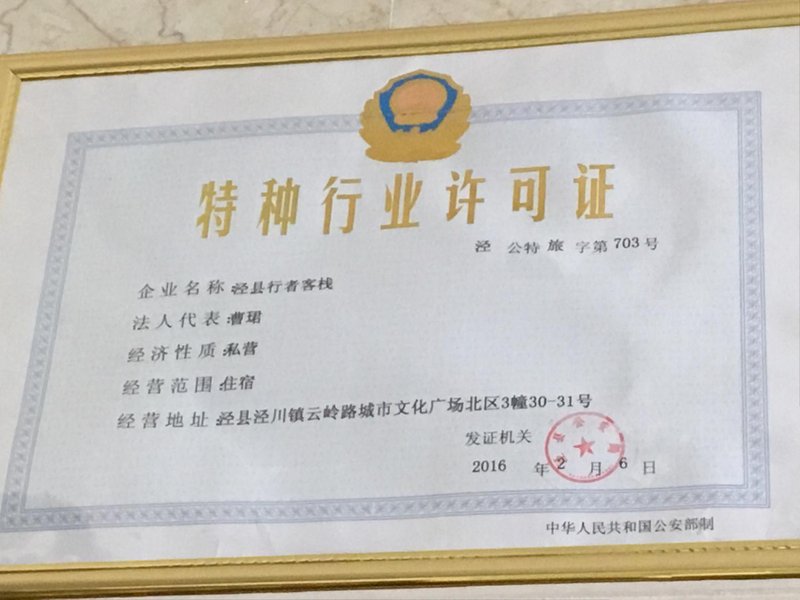 特种行业许可证
泾 公特 旅 字第 703 号
企业名称:泾县行者客栈
法人代表:曹珺
经济性质:私营
经营范围:住宿
经营地址:泾县泾川镇云岭路城市文化广场北区3幢30-31号
发证机关
2016 年 2 月 6 日
中华人民共和国公安部制